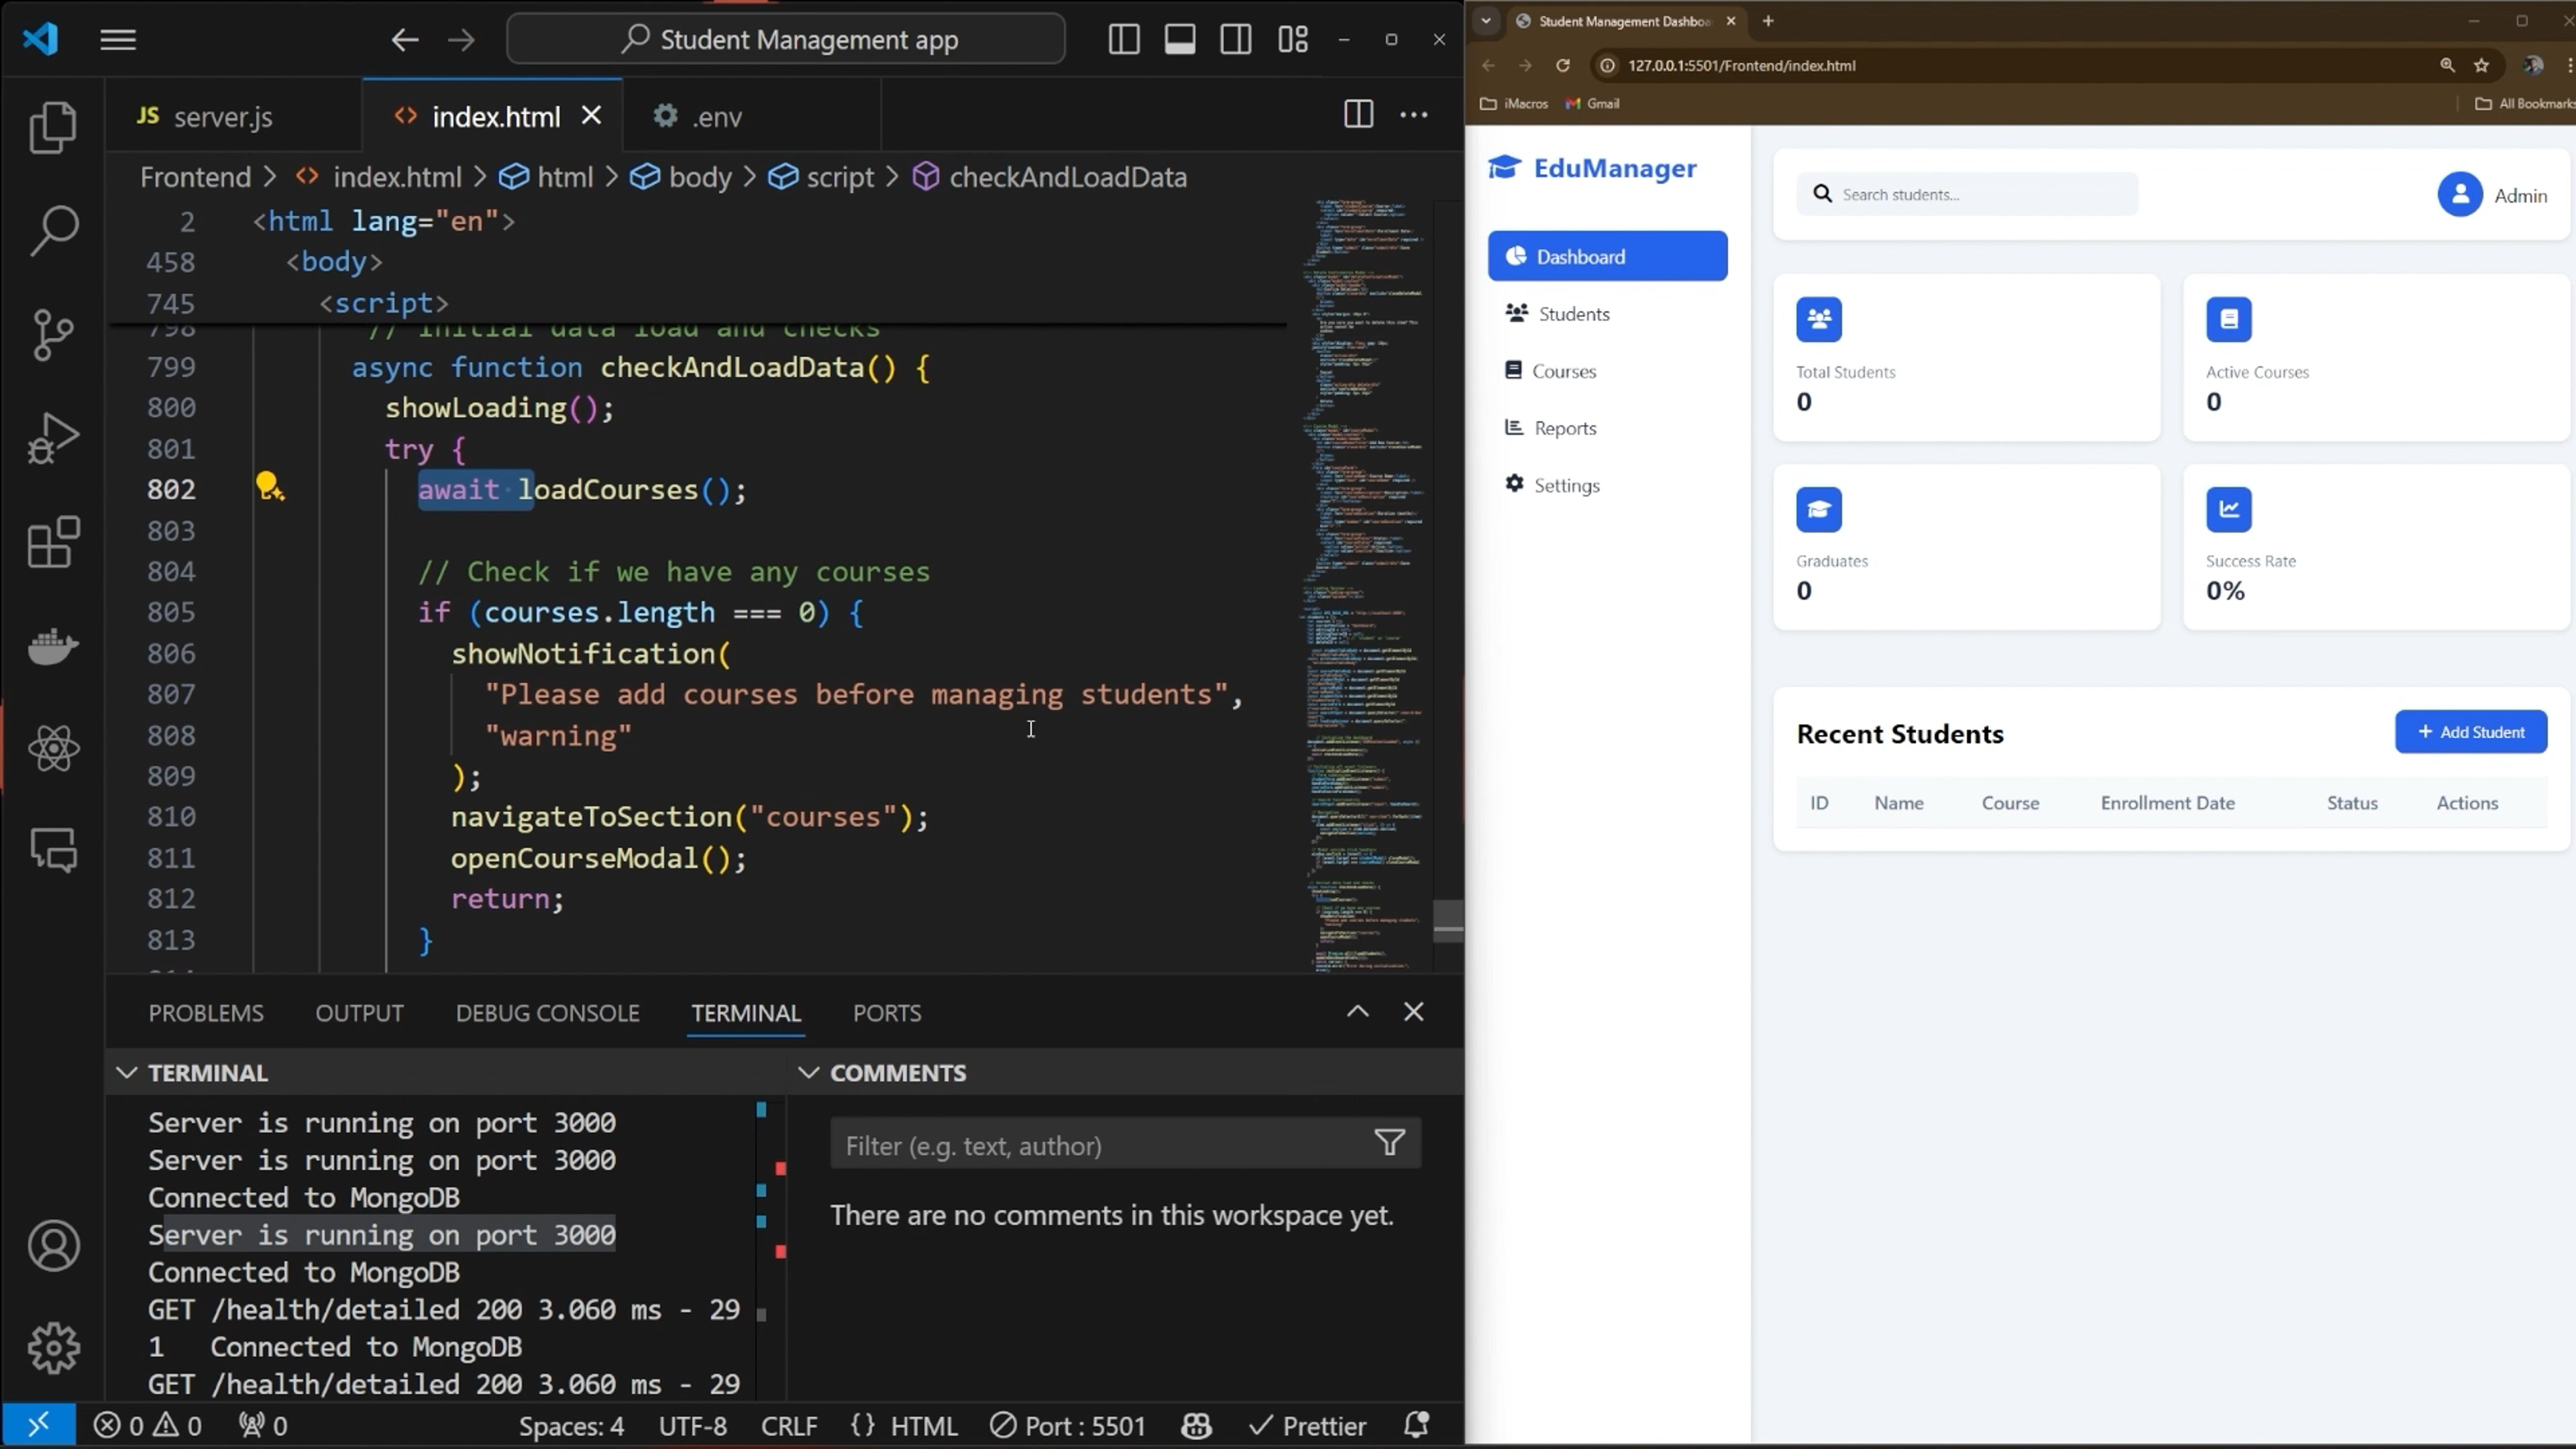 Student Management app
JS server.js
<> index.html
.env
Frontend > <> index.html > html > body > script > checkAndLoadData
2 <html lang="en">
458 <body>
745 <script>
798 // Initial data load and checks
799 async function checkAndLoadData() {
800 showLoading();
801 try {
802 await loadCourses();
803
804 // Check if we have any courses
805 if (courses.length === 0) {
806 showNotification(
807 "Please add courses before managing students",
808 "warning"
809 );
810 navigateToSection("courses");
811 openCourseModal();
812 return;
813 }
PROBLEMS OUTPUT DEBUG CONSOLE TERMINAL PORTS
TERMINAL
Server is running on port 3000
Server is running on port 3000
Connected to MongoDB
Server is running on port 3000
Connected to MongoDB
GET /health/detailed 200 3.060 ms - 29
1 Connected to MongoDB
GET /health/detailed 200 3.060 ms - 29
COMMENTS
Filter (e.g. text, author)
There are no comments in this workspace yet.
0 0 0 Spaces: 4 UTF-8 CRLF {} HTML Port : 5501 Prettier
Student Management Dashboa
127.0.0.1:5501/Frontend/index.html
iMacros Gmail All Bookmarks
EduManager
Dashboard
Students
Courses
Reports
Settings
Search students...
Admin
Total Students
0
Active Courses
0
Graduates
0
Success Rate
0%
Recent Students
+ Add Student
ID Name Course Enrollment Date Status Actions